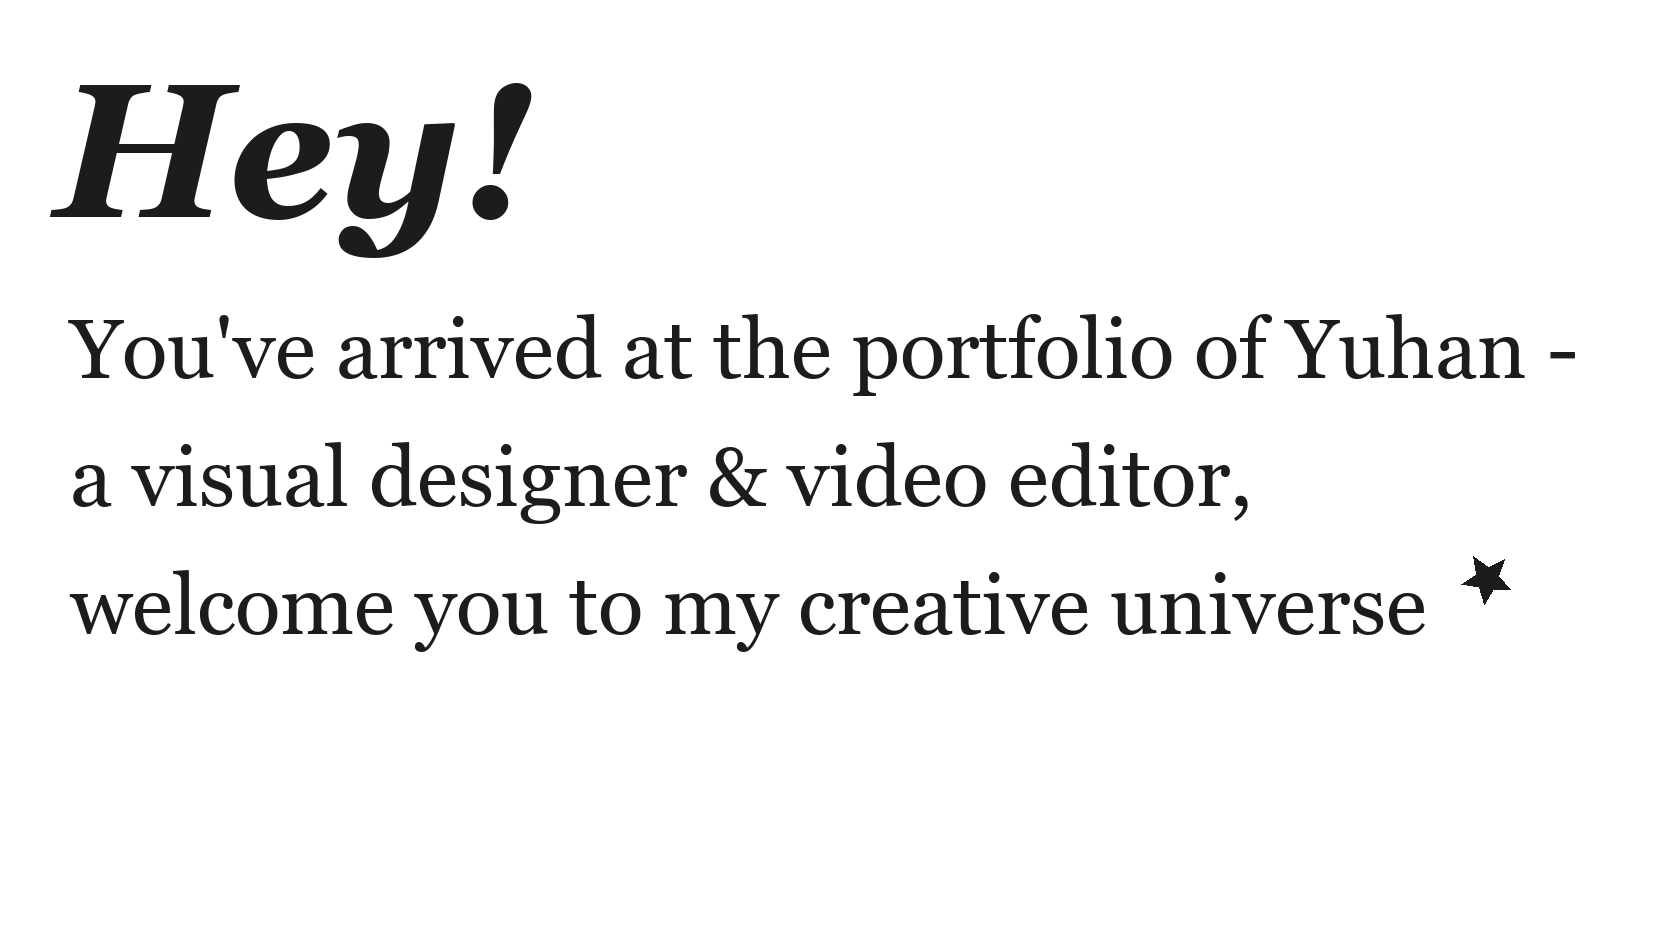 Hey!
You've arrived at the portfolio of Yuhan -
a visual designer & video editor,
welcome you to my creative universe